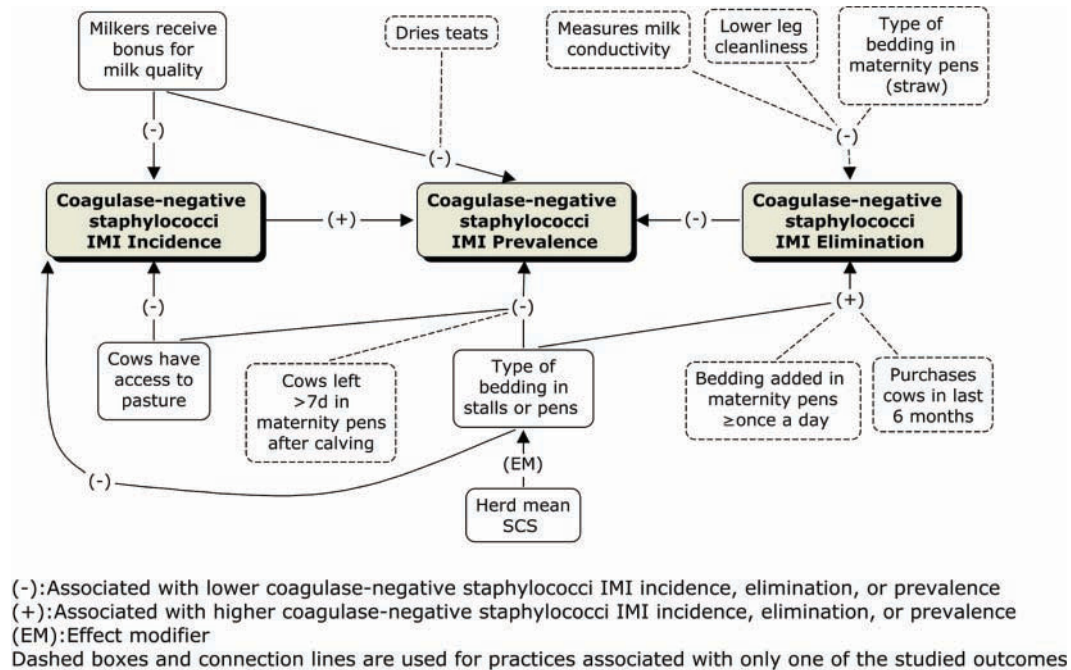 Milkers receive
bonus for
milk quality
Dries teats
Measures milk
conductivity
Lower leg
cleanliness
Type of
bedding in
maternity pens
(straw)
(-)
(-)
(-)
Coagulase-negative
staphylococci
IMI Incidence
(+)
Coagulase-negative
staphylococci
IMI Prevalence
(-)
Coagulase-negative
staphylococci
IMI Elimination
(-)
(-)
(+)
Cows have
access to
pasture
Cows left
>7d in
maternity pens
after calving
Type of
bedding in
stalls or pens
Bedding added in
maternity pens
≥once a day
Purchases
cows in last
6 months
(-)
(EM)
Herd mean
SCS
(-):Associated with lower coagulase-negative staphylococci IMI incidence, elimination, or prevalence
(+):Associated with higher coagulase-negative staphylococci IMI incidence, elimination, or prevalence
(EM):Effect modifier
Dashed boxes and connection lines are used for practices associated with only one of the studied outcomes